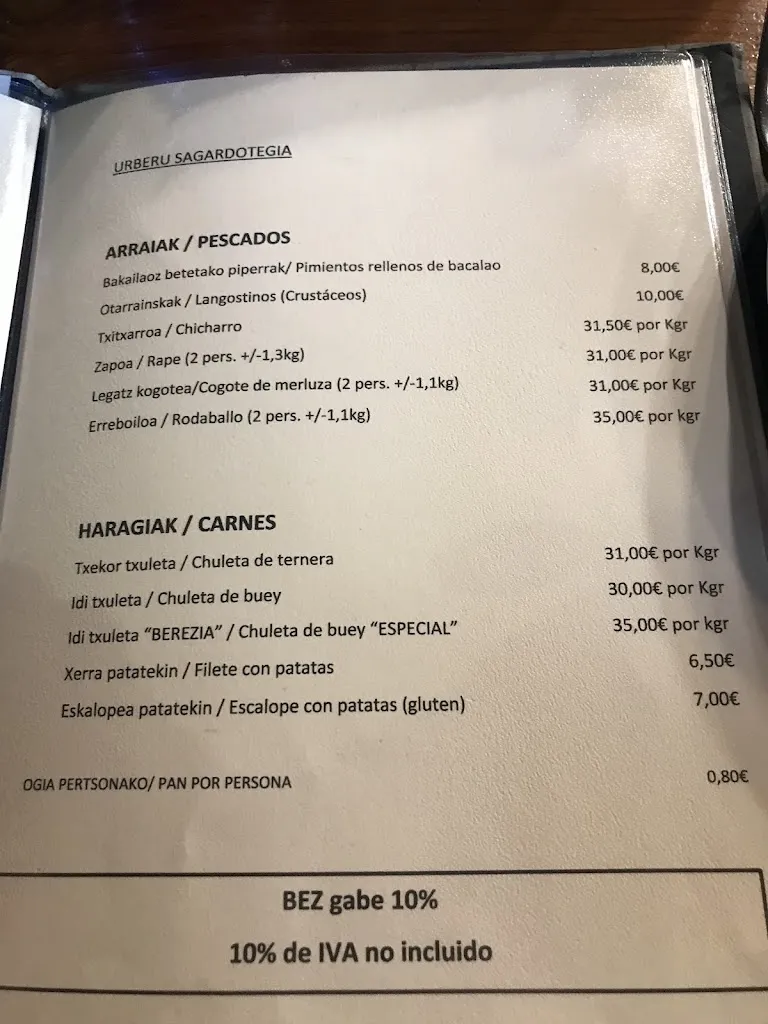 URBERU SAGARDOTEGIA
ARRAIAK / PESCADOS
Bakailaoz betetako piperrak/ Pimientos rellenos de bacalao 8,00€
Otarrainskak / Langostinos (Crustáceos) 10,00€
Txitxarroa / Chicharro 31,50€ por Kgr
Zapoa / Rape (2 pers. +/-1,3kg) 31,00€ por Kgr
Legatz kogotea/Cogote de merluza (2 pers. +/-1,1kg) 31,00€ por Kgr
Erreboiloa / Rodaballo (2 pers. +/-1,1kg) 35,00€ por kgr
HARAGIAK / CARNES
Txekor txuleta / Chuleta de ternera 31,00€ por Kgr
Idi txuleta / Chuleta de buey 30,00€ por Kgr
Idi txuleta "BEREZIA" / Chuleta de buey "ESPECIAL" 35,00€ por kgr
Xerra patatekin / Filete con patatas 6,50€
Eskalopea patatekin / Escalope con patatas (gluten) 7,00€
OGIA PERTSONAKO/ PAN POR PERSONA 0,80€
BEZ gabe 10%
10% de IVA no incluido